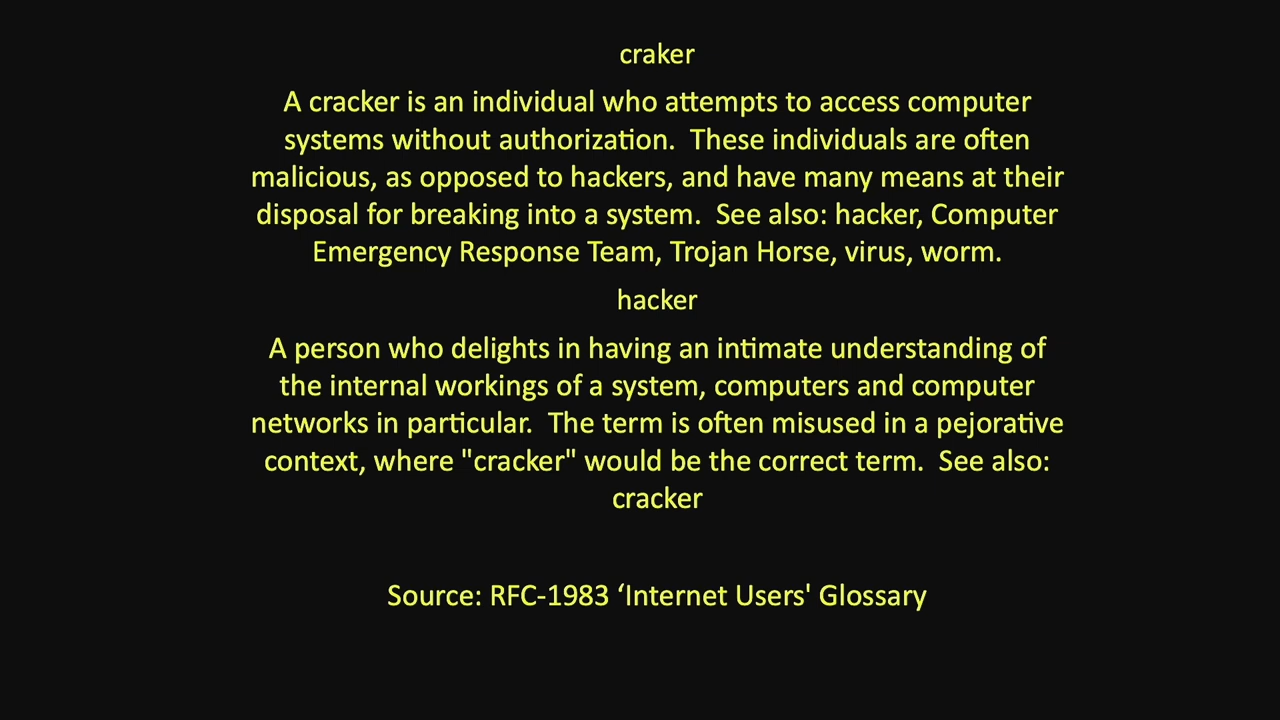 craker
A cracker is an individual who attempts to access computer
systems without authorization.  These individuals are often
malicious, as opposed to hackers, and have many means at their
disposal for breaking into a system.  See also: hacker, Computer
Emergency Response Team, Trojan Horse, virus, worm.
hacker
A person who delights in having an intimate understanding of
the internal workings of a system, computers and computer
networks in particular.  The term is often misused in a pejorative
context, where "cracker" would be the correct term.  See also:
cracker
Source: RFC-1983 ‘Internet Users' Glossary